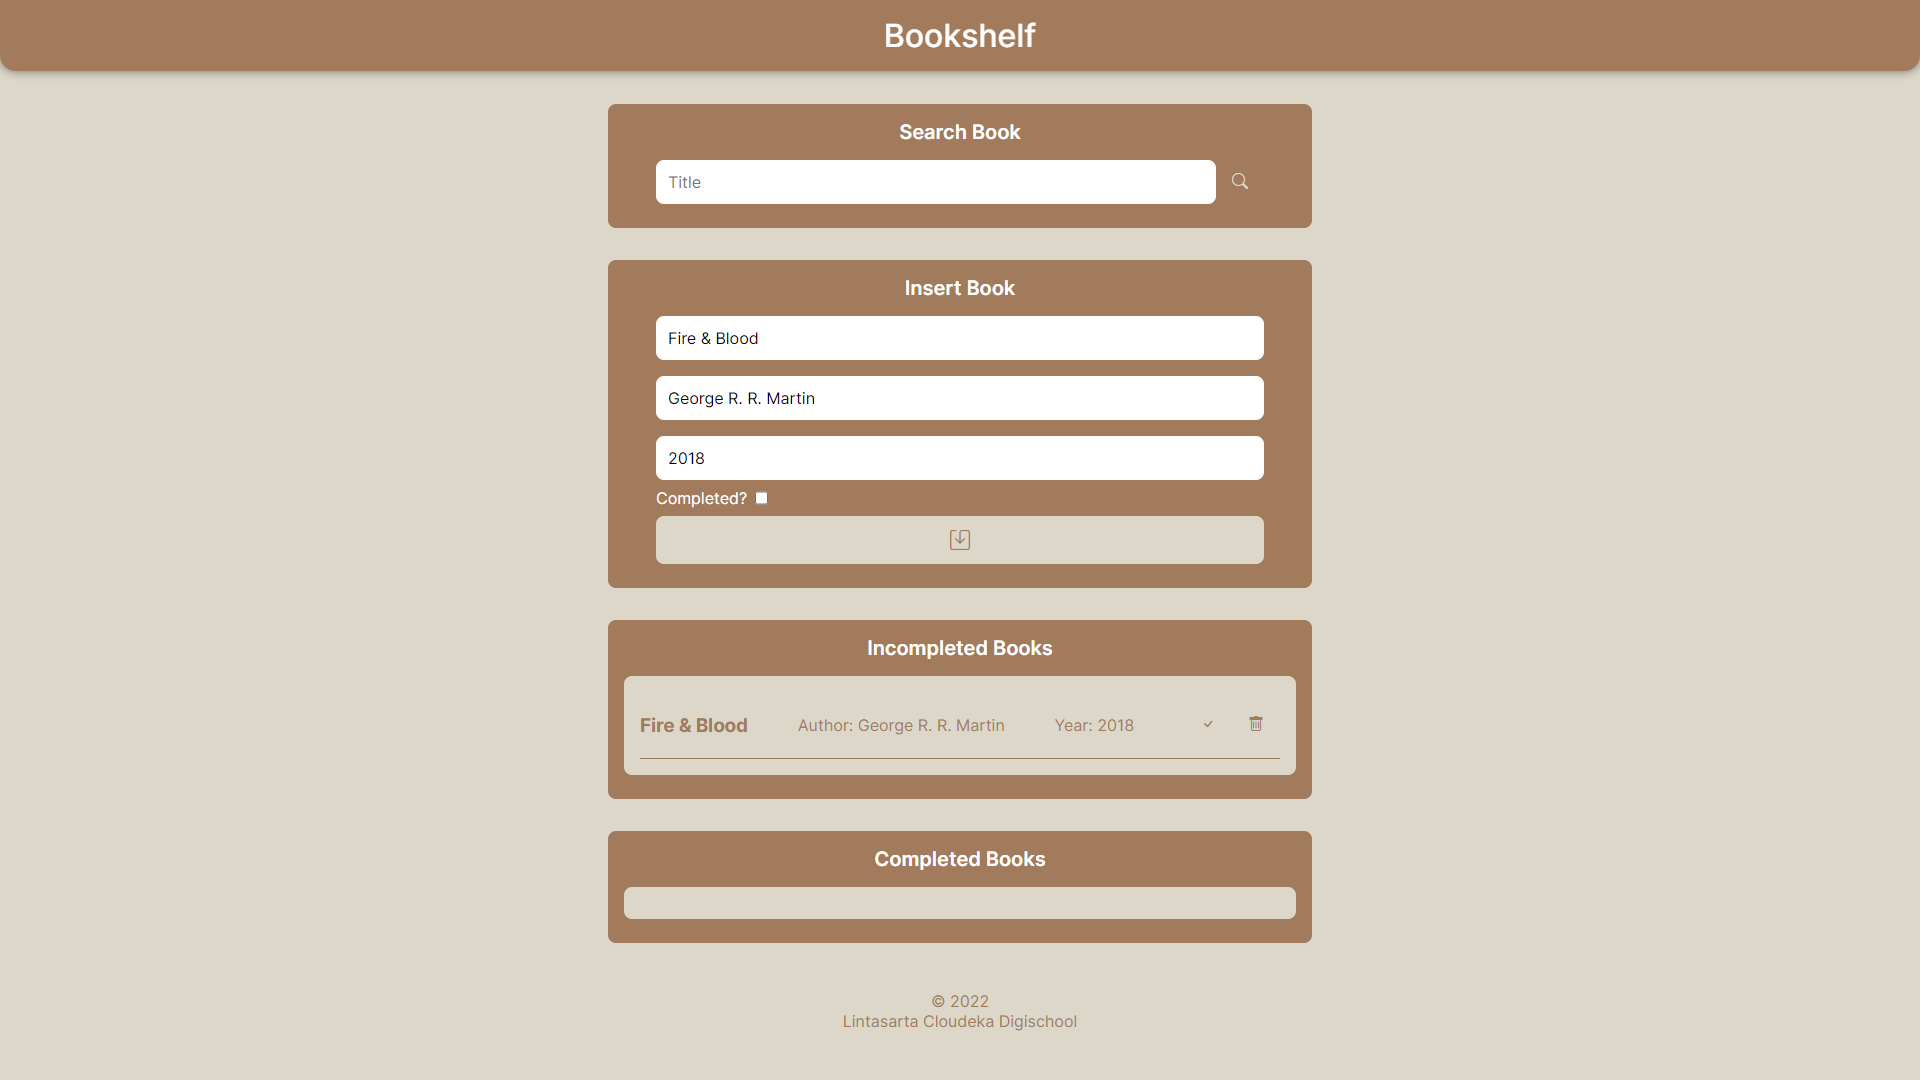 Bookshelf
Search Book
Title
Insert Book
Fire & Blood
George R. R. Martin
2018
Completed?
Incompleted Books
Fire & Blood Author: George R. R. Martin Year: 2018
Completed Books
© 2022
Lintasarta Cloudeka Digischool